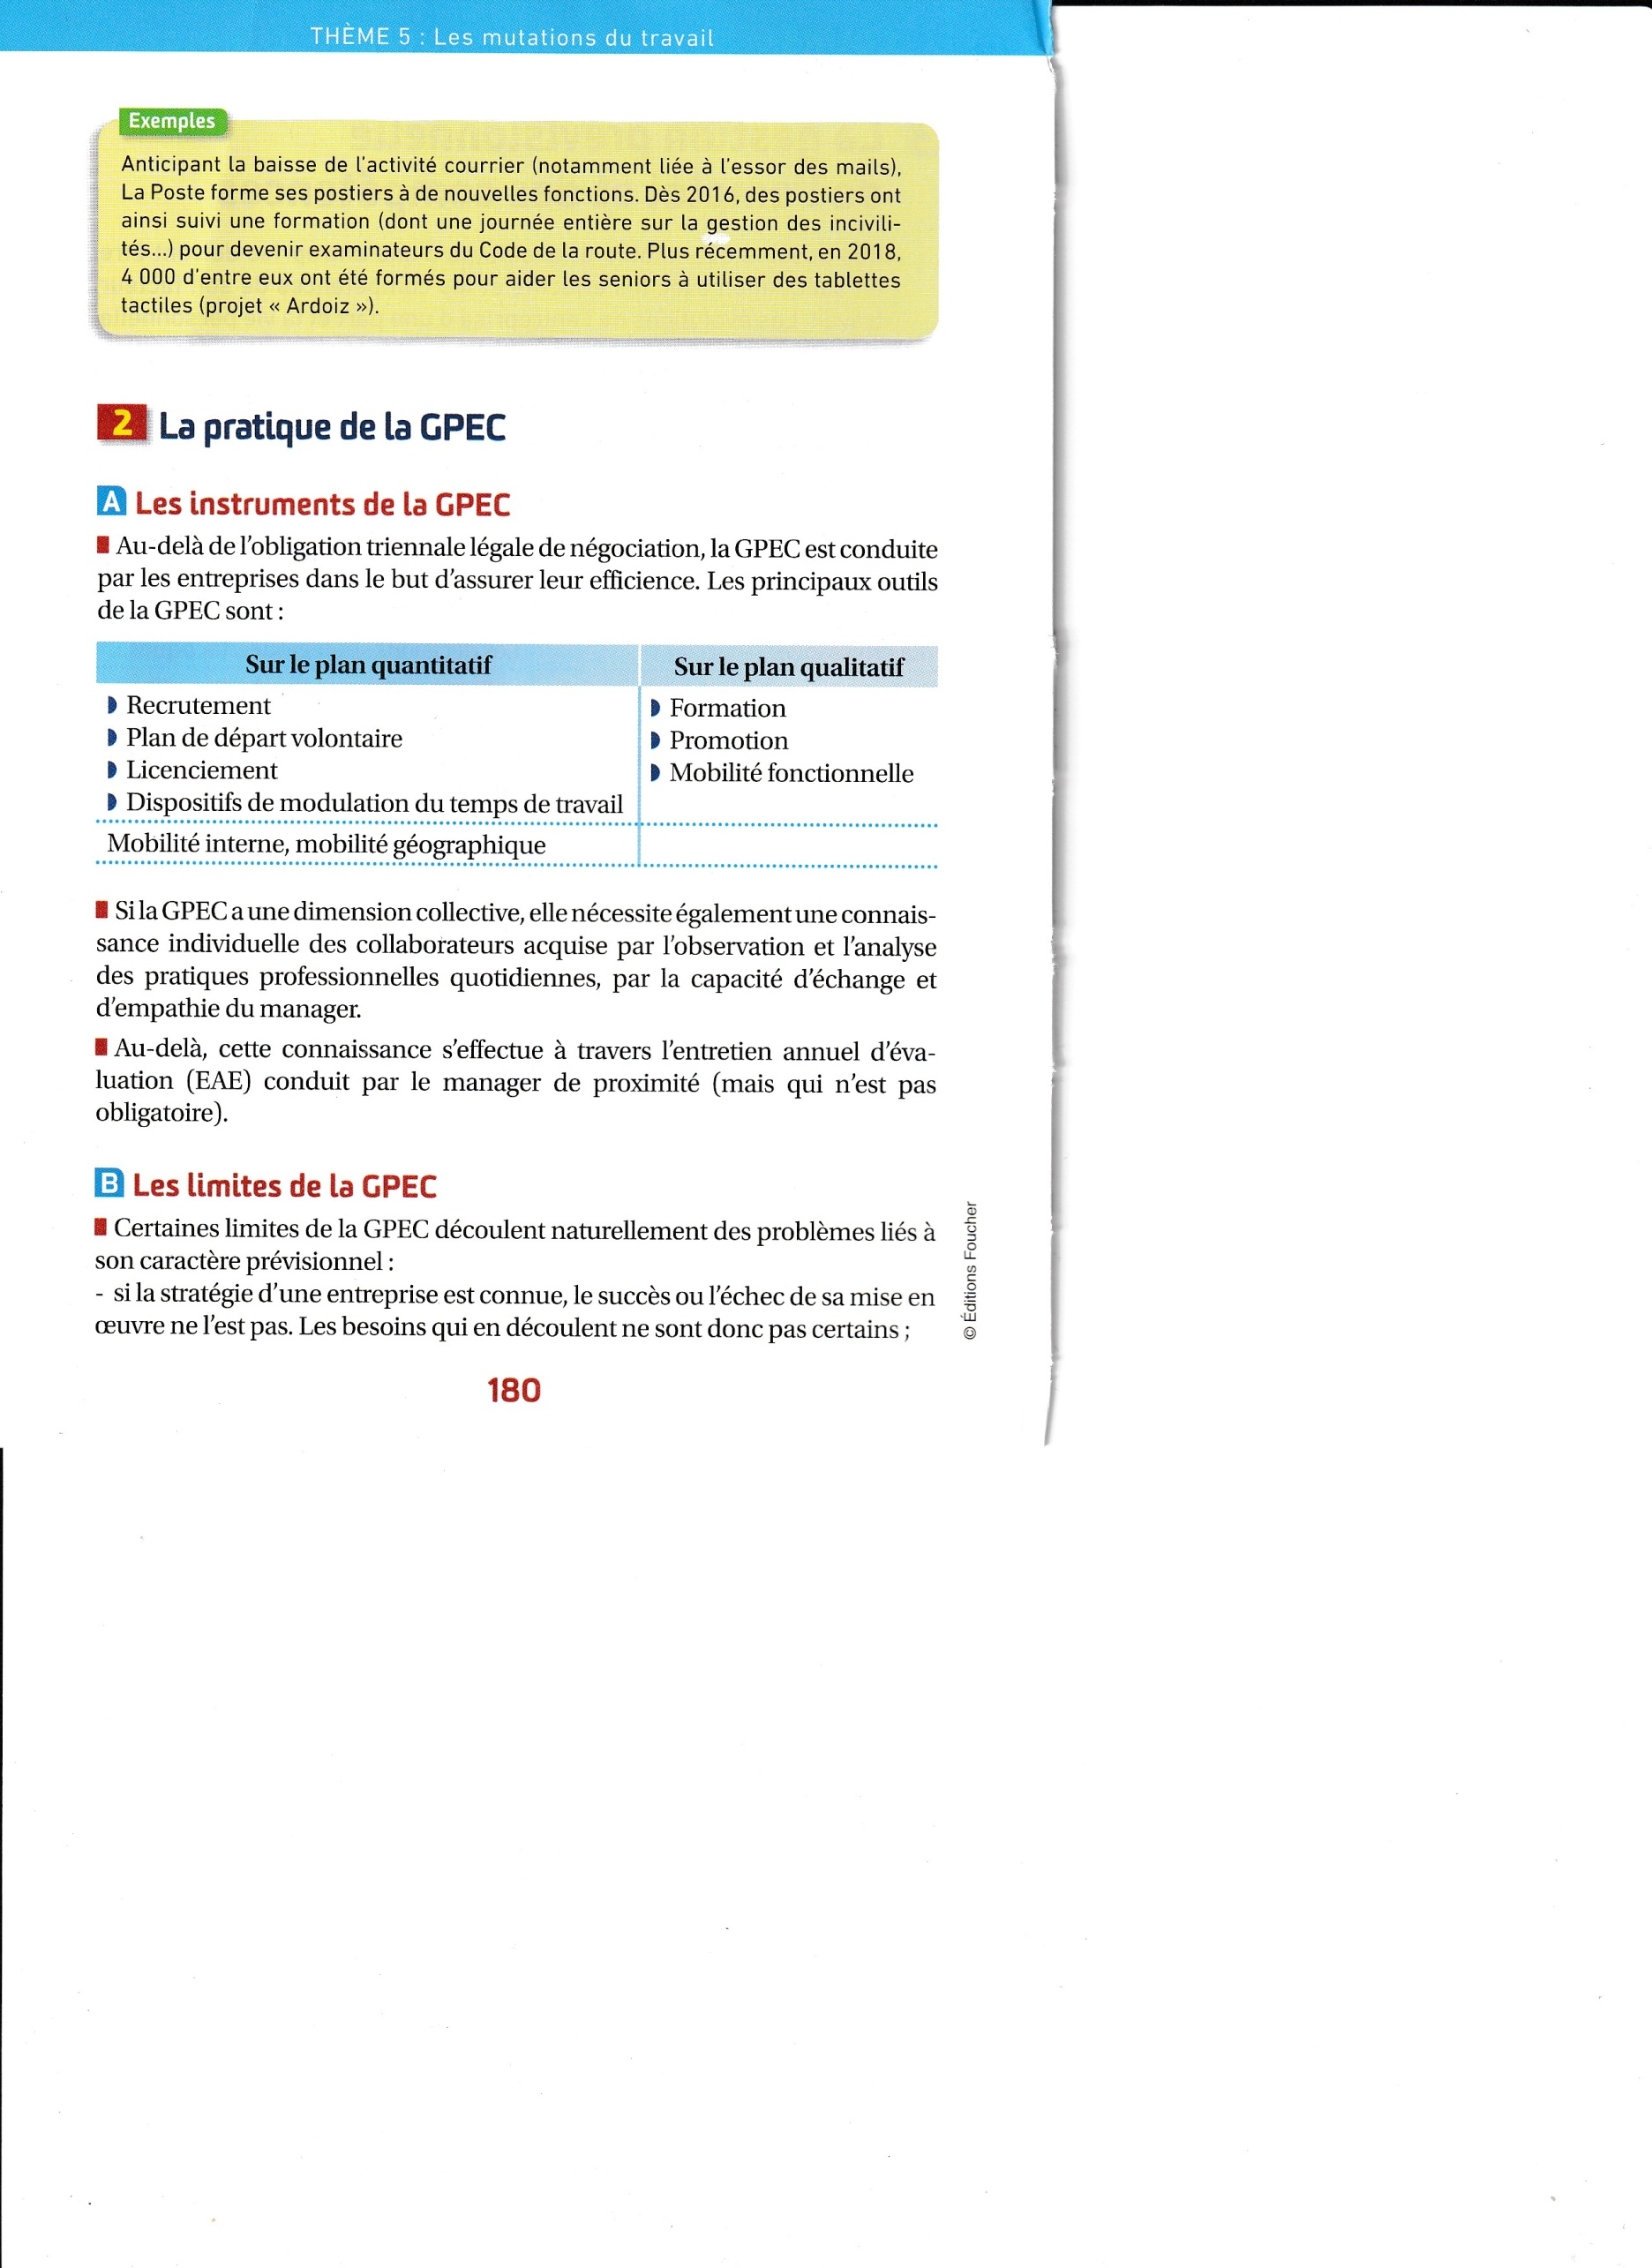 THÈME 5 : Les mutations du travail
Exemples
Anticipant la baisse de l'activité courrier (notamment liée à l'essor des mails),
La Poste forme ses postiers à de nouvelles fonctions. Dès 2016, des postiers ont
ainsi suivi une formation (dont une journée entière sur la gestion des incivili-
tés...) pour devenir examinateurs du Code de la route. Plus récemment, en 2018,
4 000 d'entre eux ont été formés pour aider les seniors à utiliser des tablettes
tactiles (projet « Ardoiz »).
2 La pratique de la GPEC
A Les instruments de la GPEC
Au-delà de l'obligation triennale légale de négociation, la GPEC est conduite
par les entreprises dans le but d'assurer leur efficience. Les principaux outils
de la GPEC sont :
Sur le plan quantitatif
Recrutement
Plan de départ volontaire
Licenciement
Dispositifs de modulation du temps de travail
Mobilité interne, mobilité géographique
Sur le plan qualitatif
Formation
Promotion
Mobilité fonctionnelle
Si la GPEC a une dimension collective, elle nécessite également une connais-
sance individuelle des collaborateurs acquise par l'observation et l'analyse
des pratiques professionnelles quotidiennes, par la capacité d'échange et
d'empathie du manager.
Au-delà, cette connaissance s'effectue à travers l'entretien annuel d'éva-
luation (EAE) conduit par le manager de proximité (mais qui n'est pas
obligatoire).
B Les limites de la GPEC
Certaines limites de la GPEC découlent naturellement des problèmes liés à
son caractère prévisionnel :
- si la stratégie d'une entreprise est connue, le succès ou l'échec de sa mise en
œuvre ne l'est pas. Les besoins qui en découlent ne sont donc pas certains ;
© Éditions Foucher
180